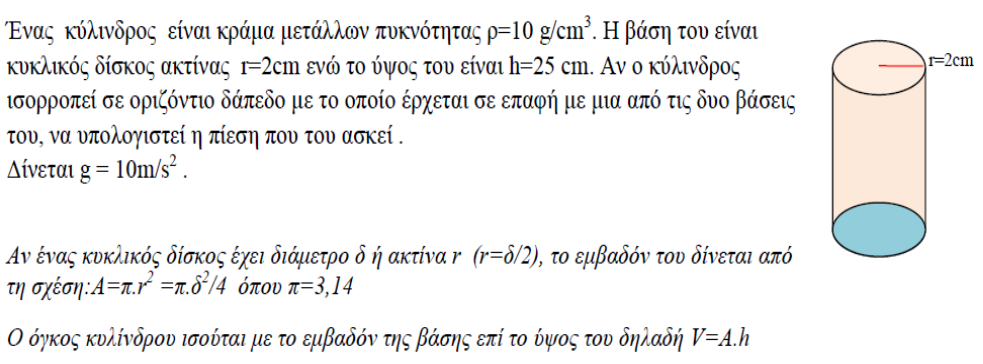 Ένας κύλινδρος είναι κράμα μετάλλων πυκνότητας ρ=10 g/cm³. Η βάση του είναι
κυκλικός δίσκος ακτίνας r=2cm ενώ το ύψος του είναι h=25 cm. Αν ο κύλινδρος
ισορροπεί σε οριζόντιο δάπεδο με το οποίο έρχεται σε επαφή με μια από τις δυο βάσεις
του, να υπολογιστεί η πίεση που του ασκεί .
Δίνεται g = 10m/s² .
r=2cm
Αν ένας κυκλικός δίσκος έχει διάμετρο δ ή ακτίνα r (r=δ/2), το εμβαδόν του δίνεται από
τη σχέση:A=π.r² =π.δ²/4 όπου π=3,14
Ο όγκος κυλίνδρου ισούται με το εμβαδόν της βάσης επί το ύψος του δηλαδή V=A.h